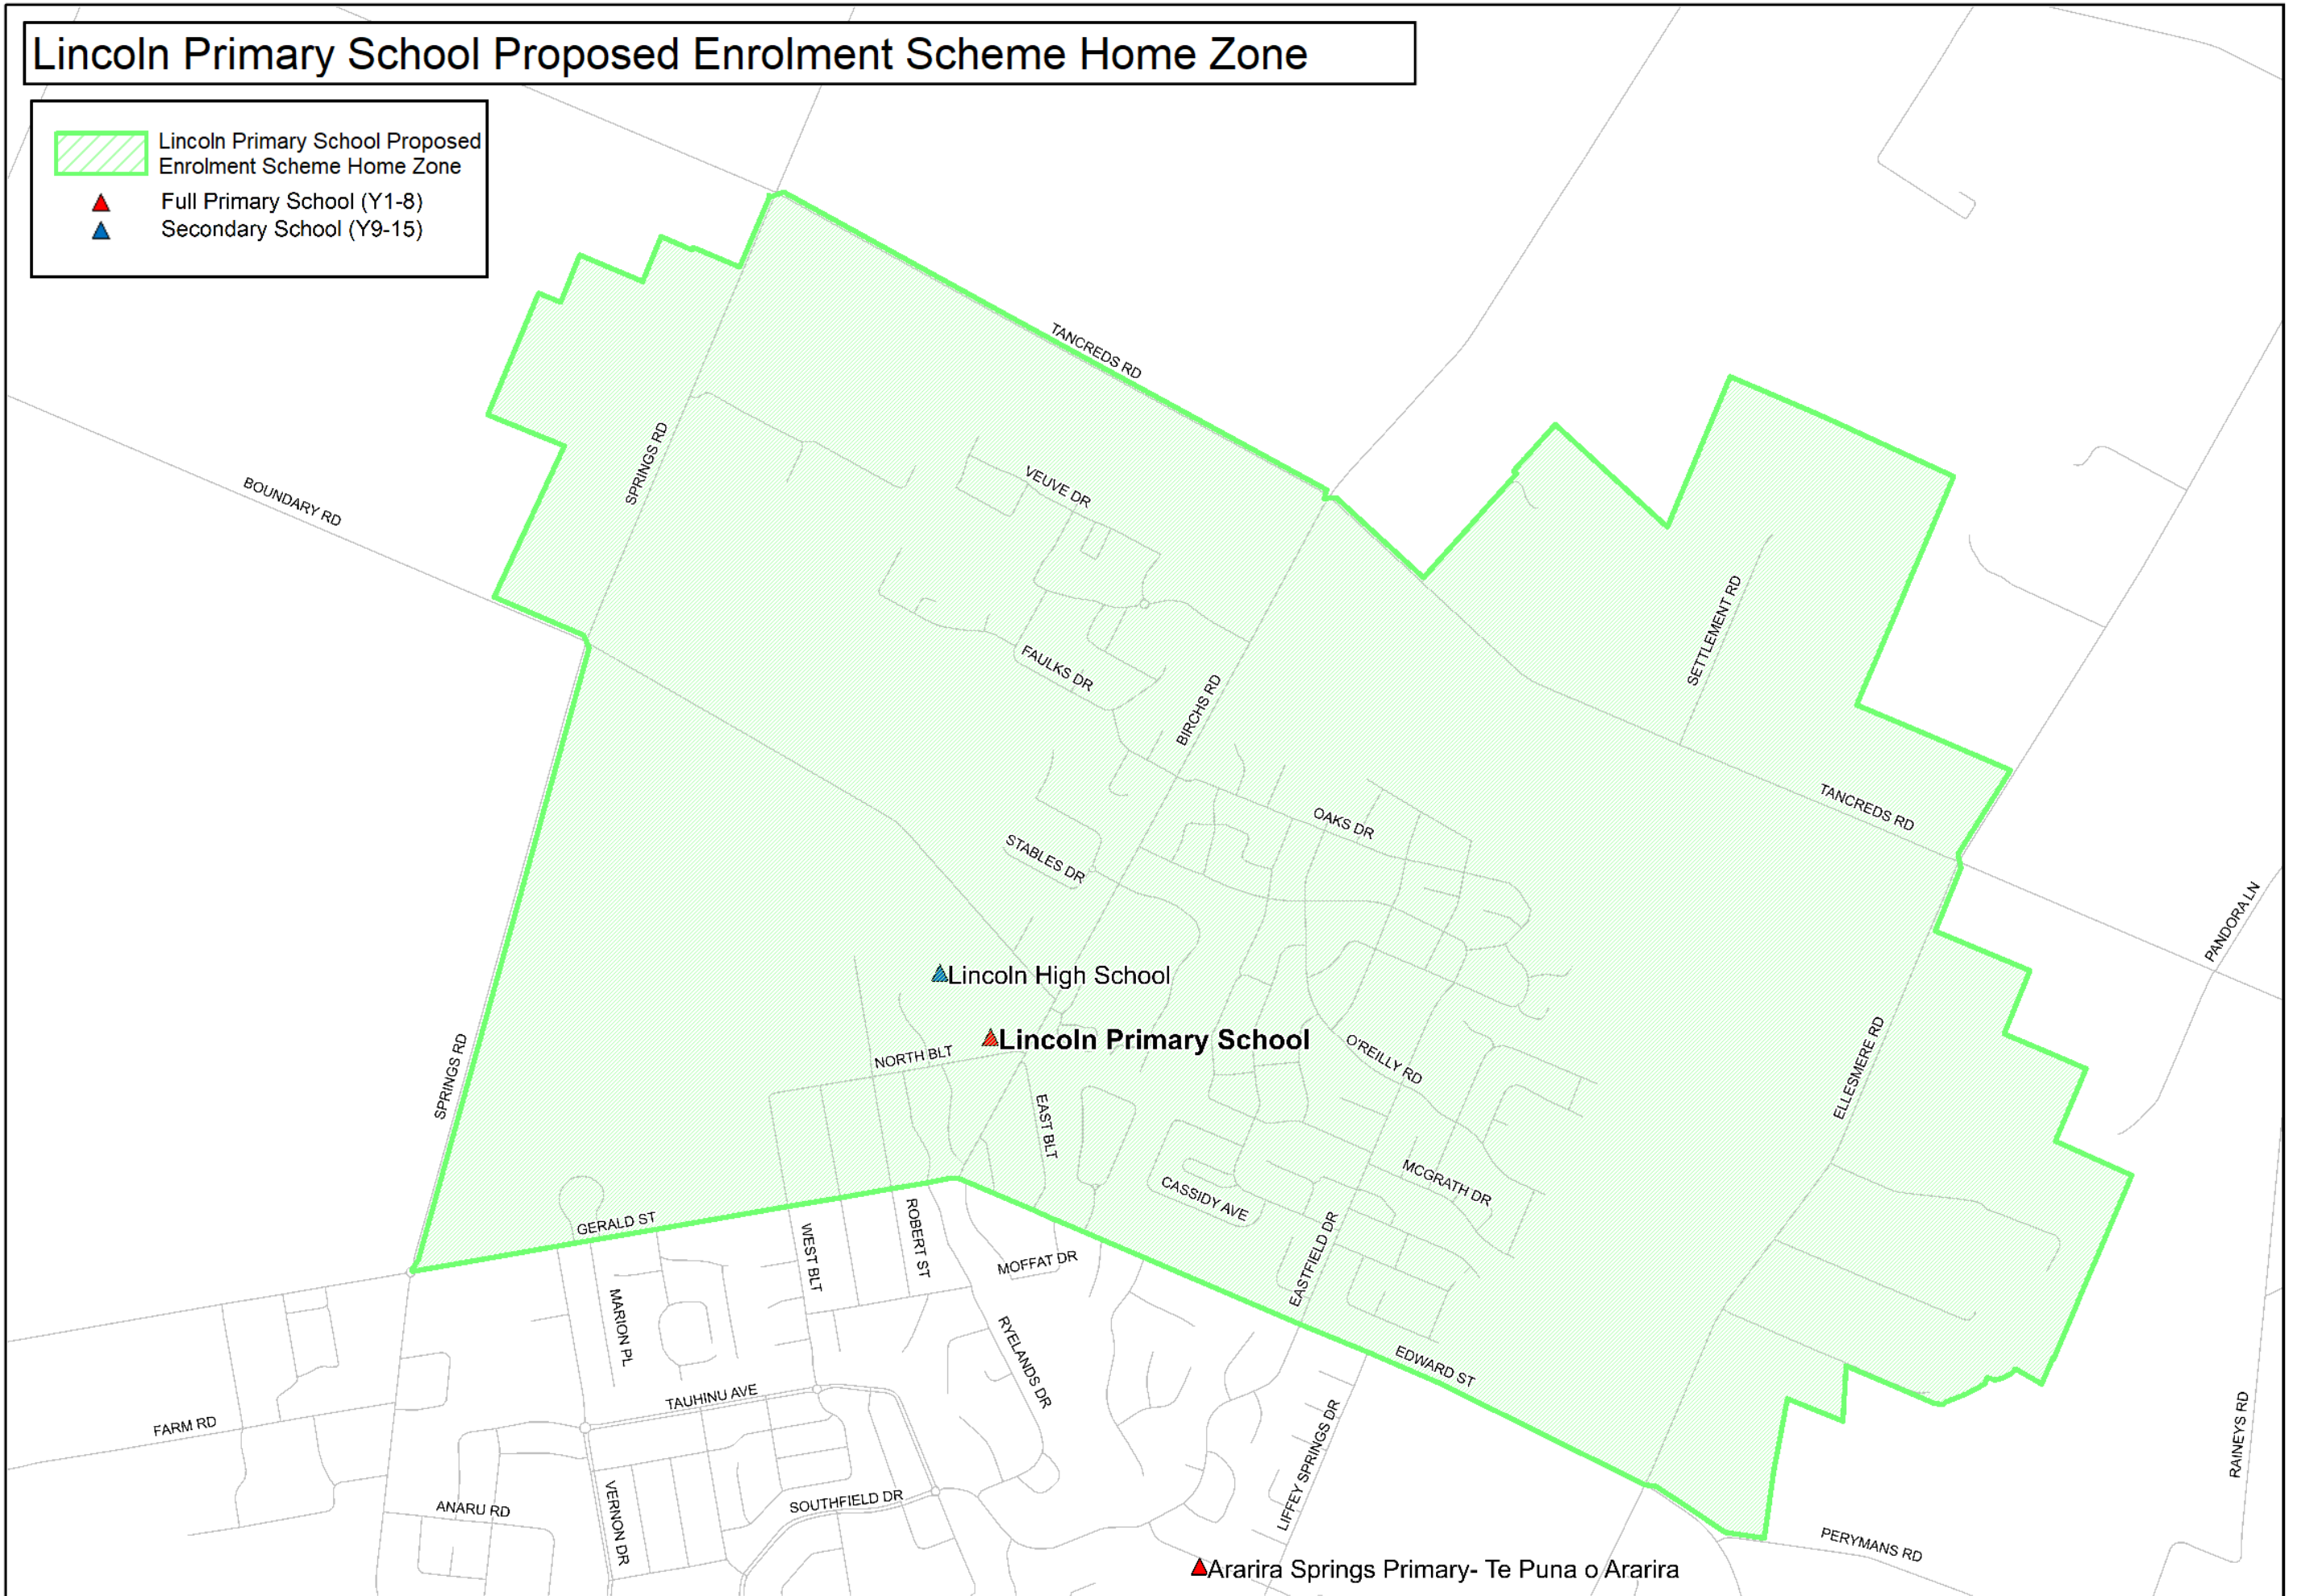 Lincoln Primary School Proposed Enrolment Scheme Home Zone
Lincoln Primary School Proposed
Enrolment Scheme Home Zone
Full Primary School (Y1-8)
Secondary School (Y9-15)
TANCREDS RD
SPRINGS RD
BOUNDARY RD
VEUVE DR
SETTLEMENT RD
FAULKS DR
BIRCHS RD
OAKS DR
TANCREDS RD
STABLES DR
PANDORA LN
Lincoln High School
Lincoln Primary School
NORTH BLT
O'REILLY RD
SPRINGS RD
ELLESMERE RD
EAST BLT
MCGRATH DR
CASSIDY AVE
GERALD ST
WEST BLT
ROBERT ST
MOFFAT DR
EASTFIELD DR
MARION PL
RYELANDS DR
EDWARD ST
TAUHINU AVE
FARM RD
LIFFEY SPRINGS DR
RAINEYS RD
ANARU RD
VERNON DR
SOUTHFIELD DR
PERYMANS RD
Ararira Springs Primary- Te Puna o Ararira